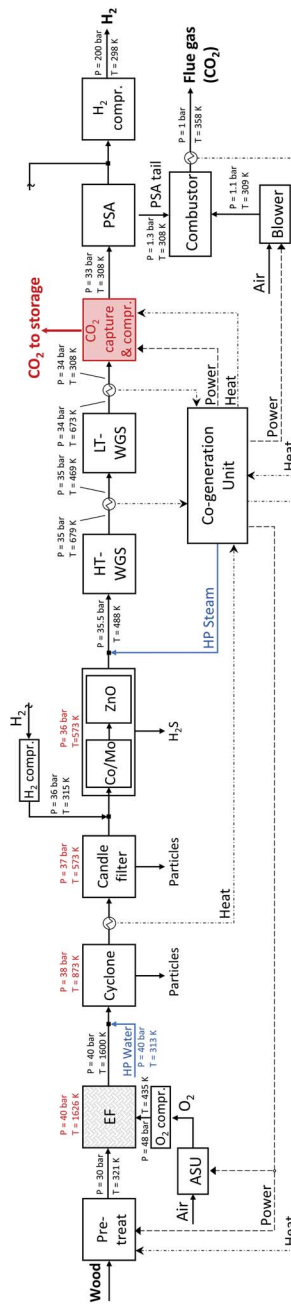 Wood
Pre-
treat
P = 30 bar
T = 321 K
P = 40 bar
T = 1626 K
EF
P = 48 bar
T = 435 K
O₂ compr.
O₂
Air
ASU
P = 40 bar
T = 1600 K
HP Water
P = 40 bar
T = 313 K
P = 38 bar
T = 873 K
Cyclone
Particles
P = 37 bar
T = 573 K
Candle
filter
Particles
H₂
H₂ compr.
P = 36 bar
T = 315 K
P = 36 bar
T=573 K
Co/Mo
ZnO
H₂S
P = 35.5 bar
T = 488 K
HP Steam
HT-
WGS
P = 35 bar
T = 679 K
P = 35 bar
T = 469 K
LT-
WGS
P = 34 bar
T = 673 K
P = 34 bar
T = 308 K
CO₂ to storage
CO₂
capture
& compr.
P = 33 bar
T = 308 K
PSA
H₂
compr.
P = 200 bar
T = 298 K
H₂
PSA tail
P = 1.3 bar
T = 308 K
Combustor
P = 1 bar
T = 358 K
Flue gas
(CO₂)
P = 1.1 bar
T = 309 K
Air
Blower
Co-generation
Unit
Power
Heat
Heat
Power
Heat
Power
Heat